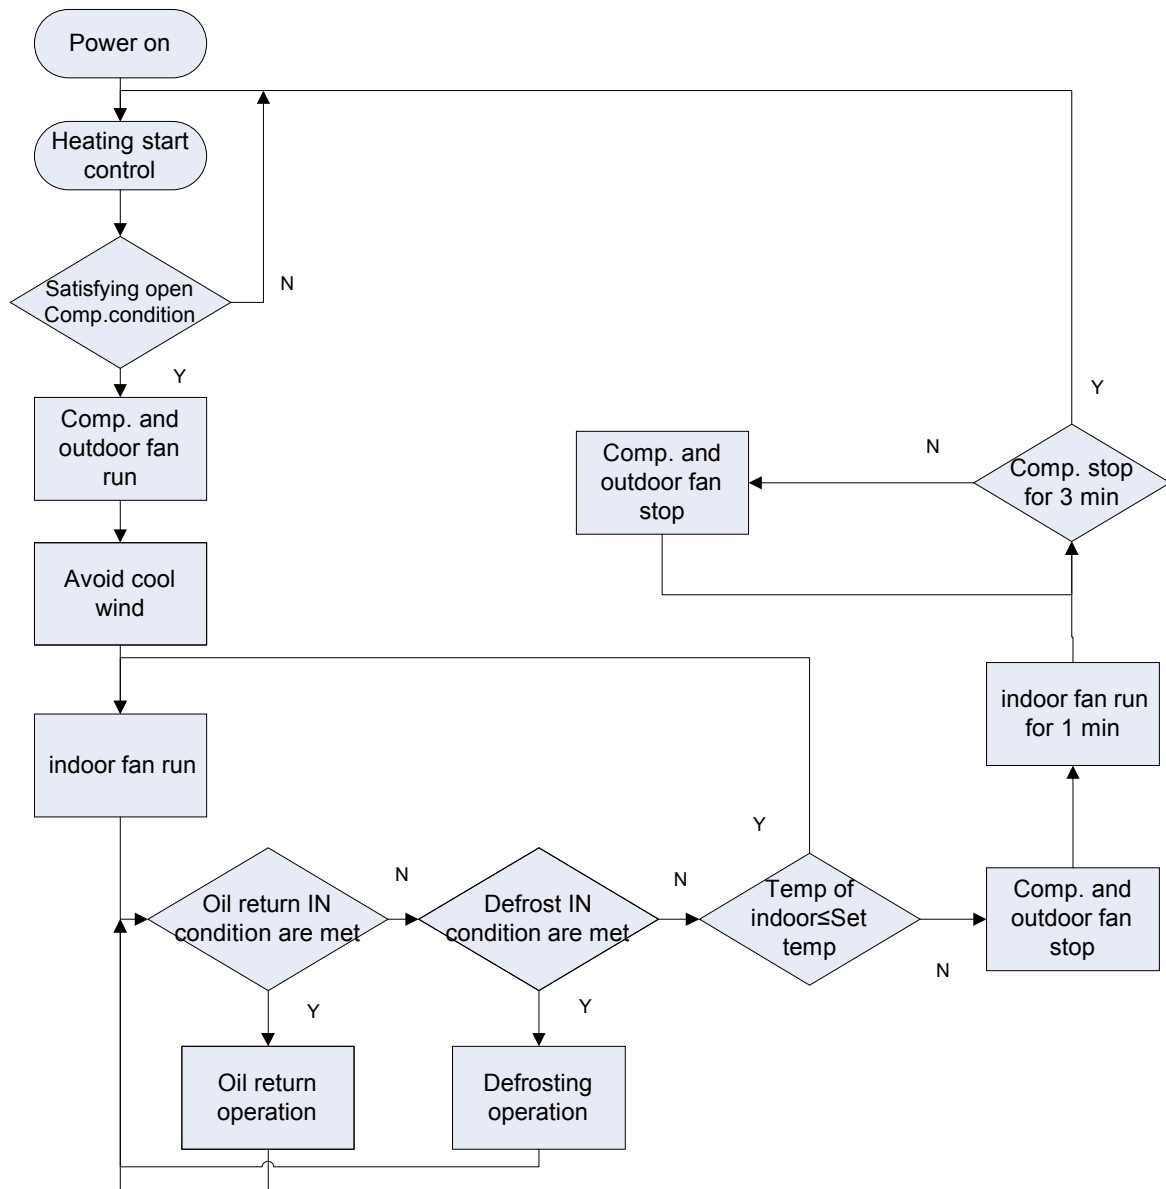 Power on
Heating start
control
Satisfying open
Comp.condition
N
Y
Comp. and
outdoor fan
run
Avoid cool
wind
indoor fan run
Oil return IN
condition are met
N
Y
Oil return
operation
Defrost IN
condition are met
N
Y
Defrosting
operation
Temp of
indoor≤Set
temp
Y
N
Comp. and
outdoor fan
stop
indoor fan run
for 1 min
Comp. stop
for 3 min
Y
N
Comp. and
outdoor fan
stop